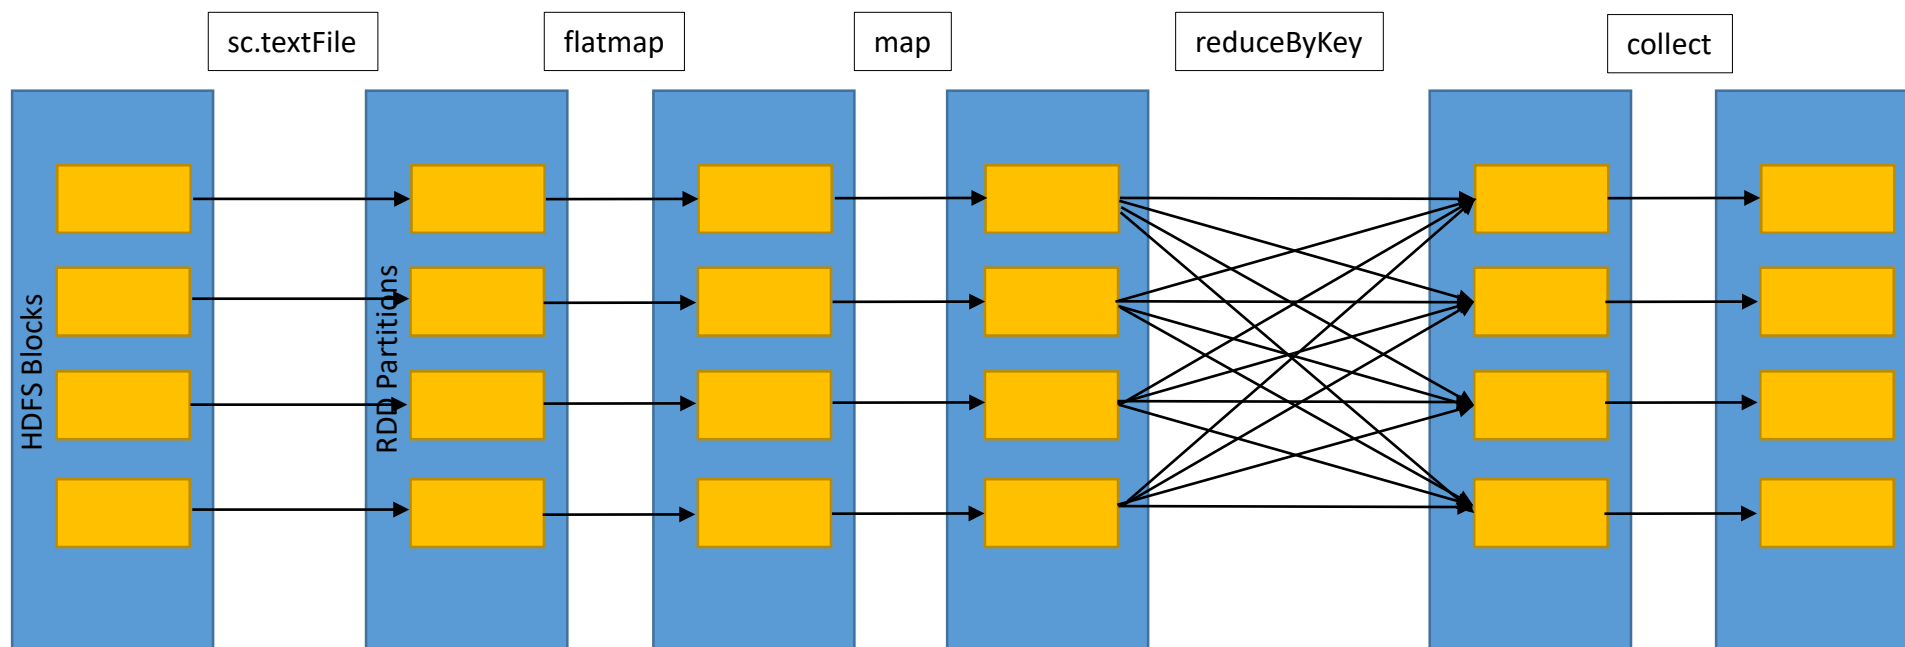 sc.textFile
flatmap
map
reduceByKey
collect
HDFS Blocks
RDD Partitions